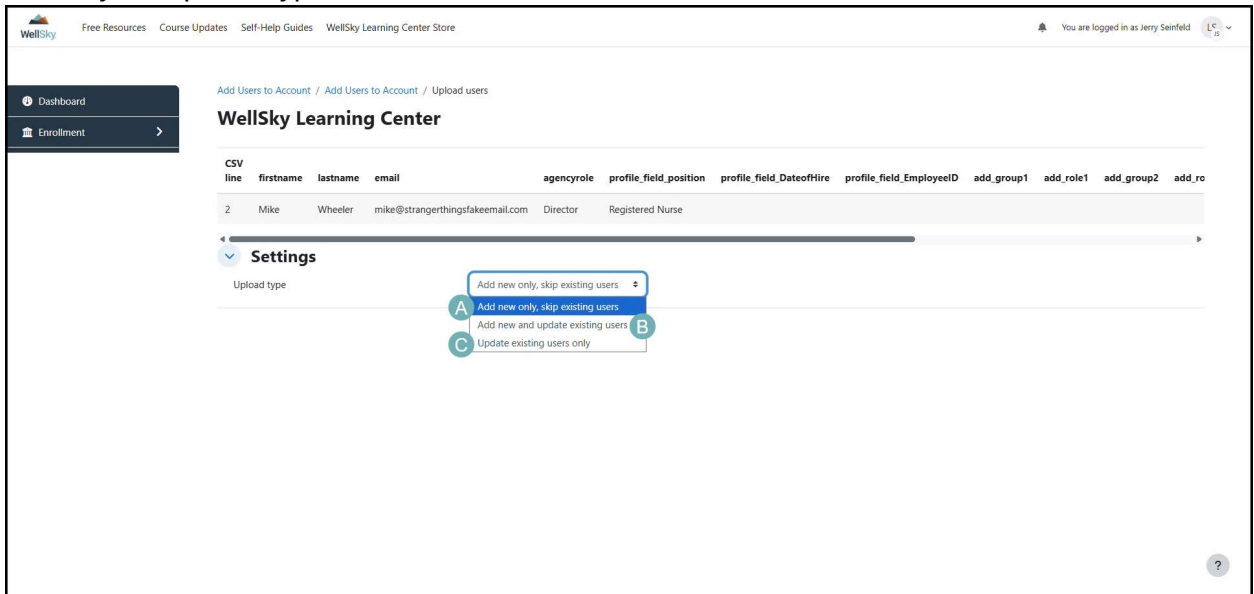 WellSky Free Resources Course Updates Self-Help Guides WellSky Learning Center Store You are logged in as Jerry Seinfeld LC JS
Dashboard
Enrollment
Add Users to Account / Add Users to Account / Upload users
WellSky Learning Center
CSV line firstname lastname email agencyrole profile_field_position profile_field_DateofHire profile_field_EmployeeID add_group1 add_role1 add_group2 add_ro
2 Mike Wheeler mike@strangerthingsfakeemail.com Director Registered Nurse
Settings
Upload type Add new only, skip existing users
A Add new only, skip existing users
Add new and update existing users B
C Update existing users only
?